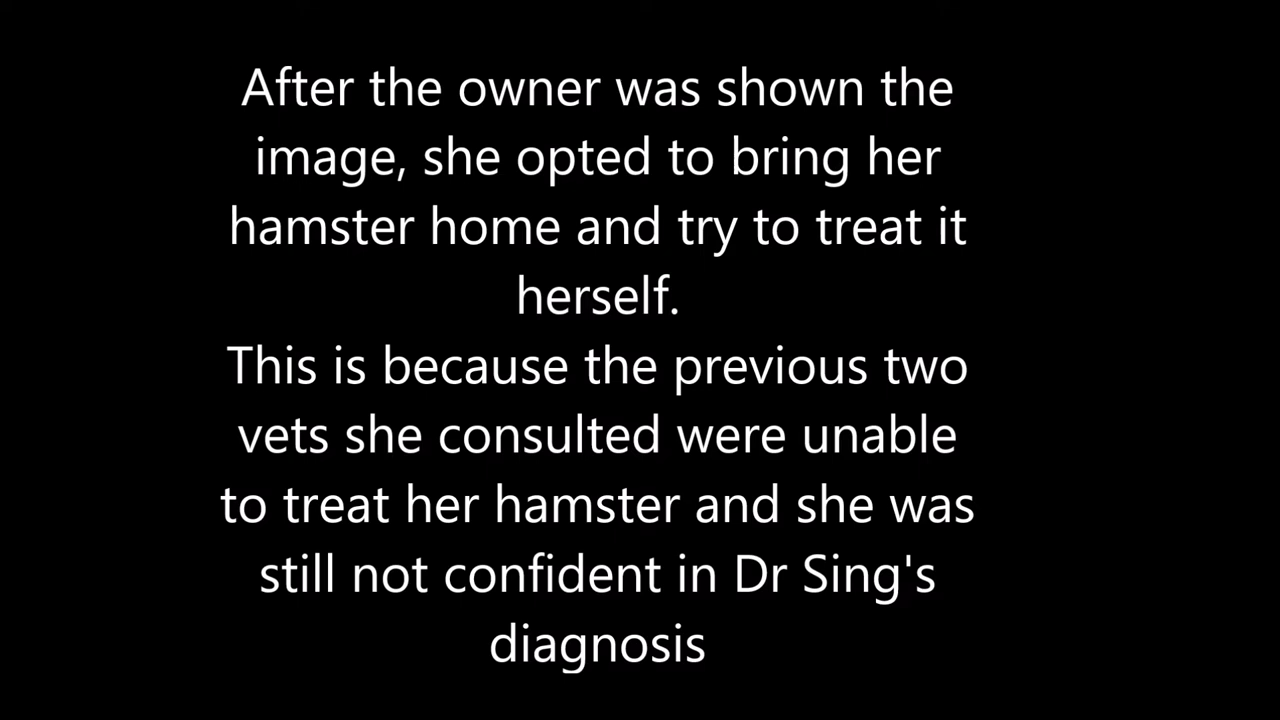 After the owner was shown the
image, she opted to bring her
hamster home and try to treat it
herself.
This is because the previous two
vets she consulted were unable
to treat her hamster and she was
still not confident in Dr Sing's
diagnosis